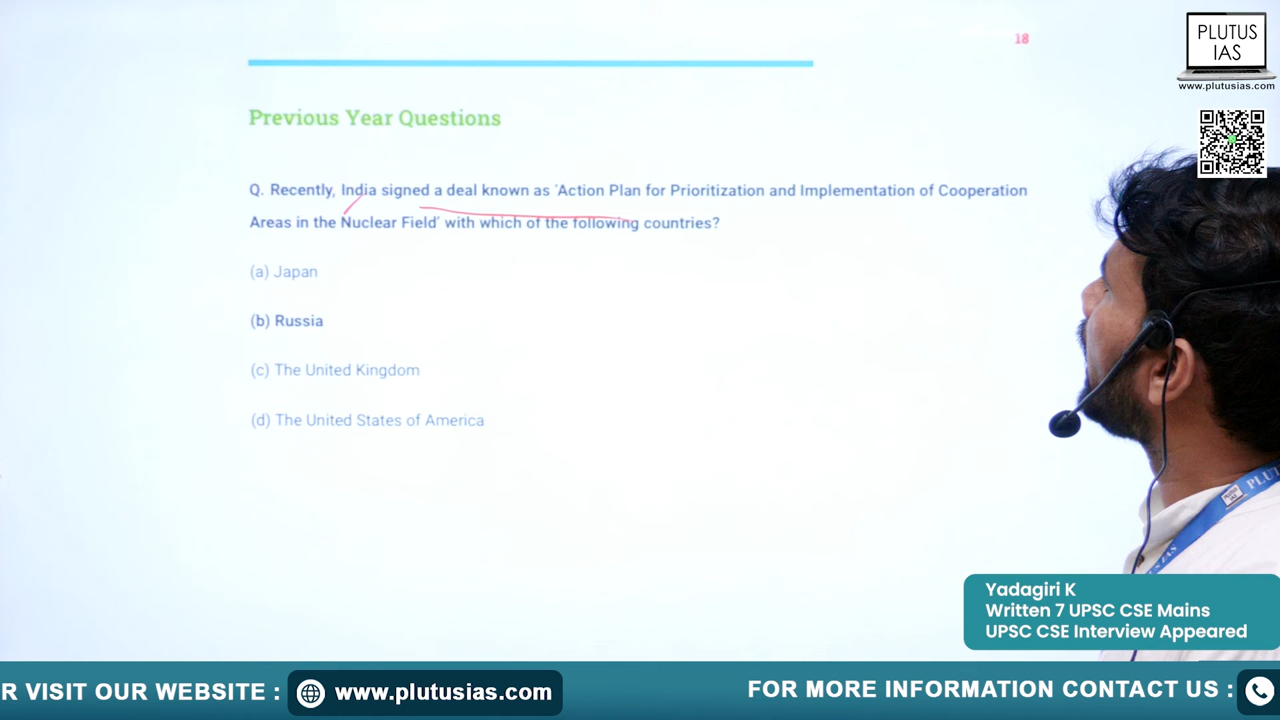 18
PLUTUS
IAS
www.plutusias.com
Previous Year Questions
Q. Recently, India signed a deal known as 'Action Plan for Prioritization and Implementation of Cooperation
Areas in the Nuclear Field' with which of the following countries?
(a) Japan
(b) Russia
(c) The United Kingdom
(d) The United States of America
PLUT
Yadagiri K
Written 7 UPSC CSE Mains
UPSC CSE Interview Appeared
R VISIT OUR WEBSITE : www.plutusias.com FOR MORE INFORMATION CONTACT US :